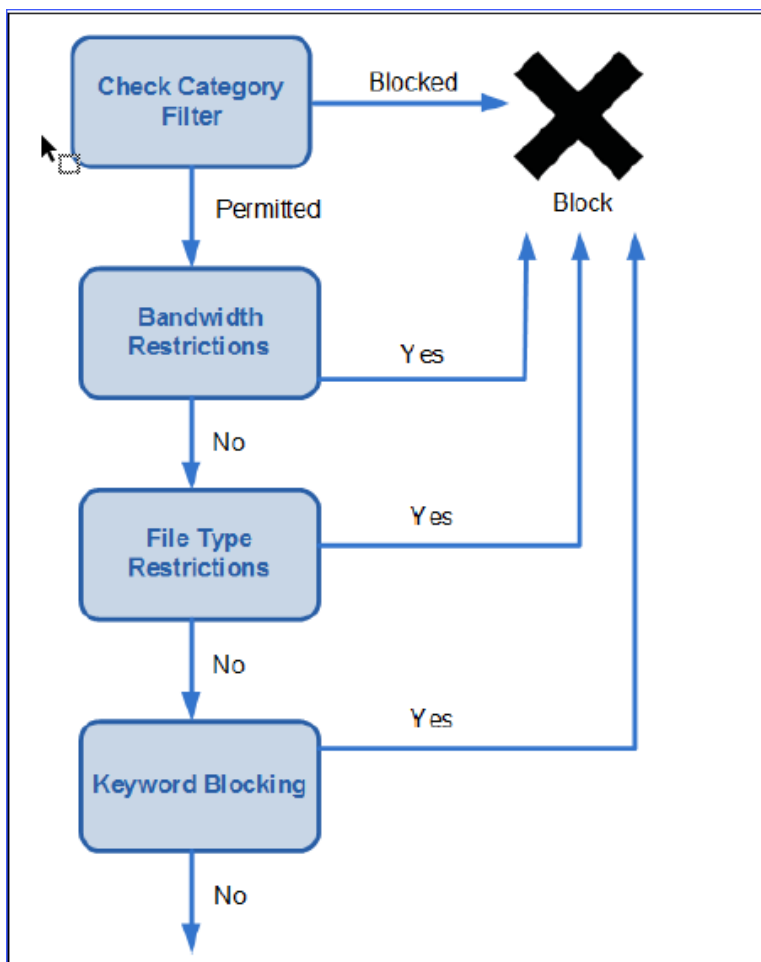 Check Category
Filter
Blocked
Block
Permitted
Bandwidth
Restrictions
Yes
No
File Type
Restrictions
Yes
No
Keyword Blocking
Yes
No